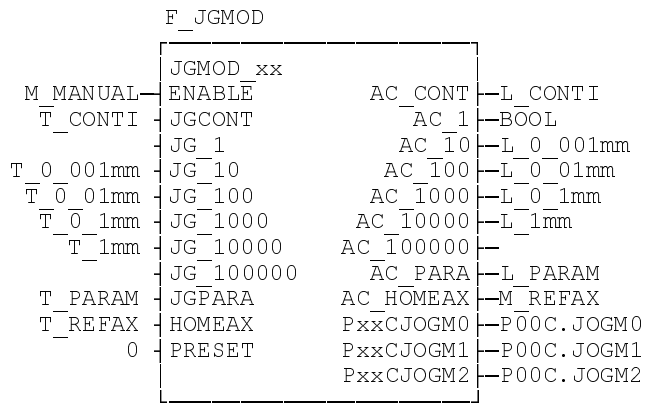 F_JGMOD
JGMOD_xx
M_MANUAL ENABLE AC_CONT L_CONTI
T_CONTI JGCONT AC_1 BOOL
JG_1 AC_10 L_0_001mm
T_0_001mm JG_10 AC_100 L_0_01mm
T_0_01mm JG_100 AC_1000 L_0_1mm
T_0_1mm JG_1000 AC_10000 L_1mm
T_1mm JG_10000 AC_100000
JG_100000 AC_PARA L_PARAM
T_PARAM JGPARA AC_HOMEAX M_REFAX
T_REFAX HOMEAX PxxCJOGM0 P00C.JOGM0
0 PRESET PxxCJOGM1 P00C.JOGM1
PxxCJOGM2 P00C.JOGM2